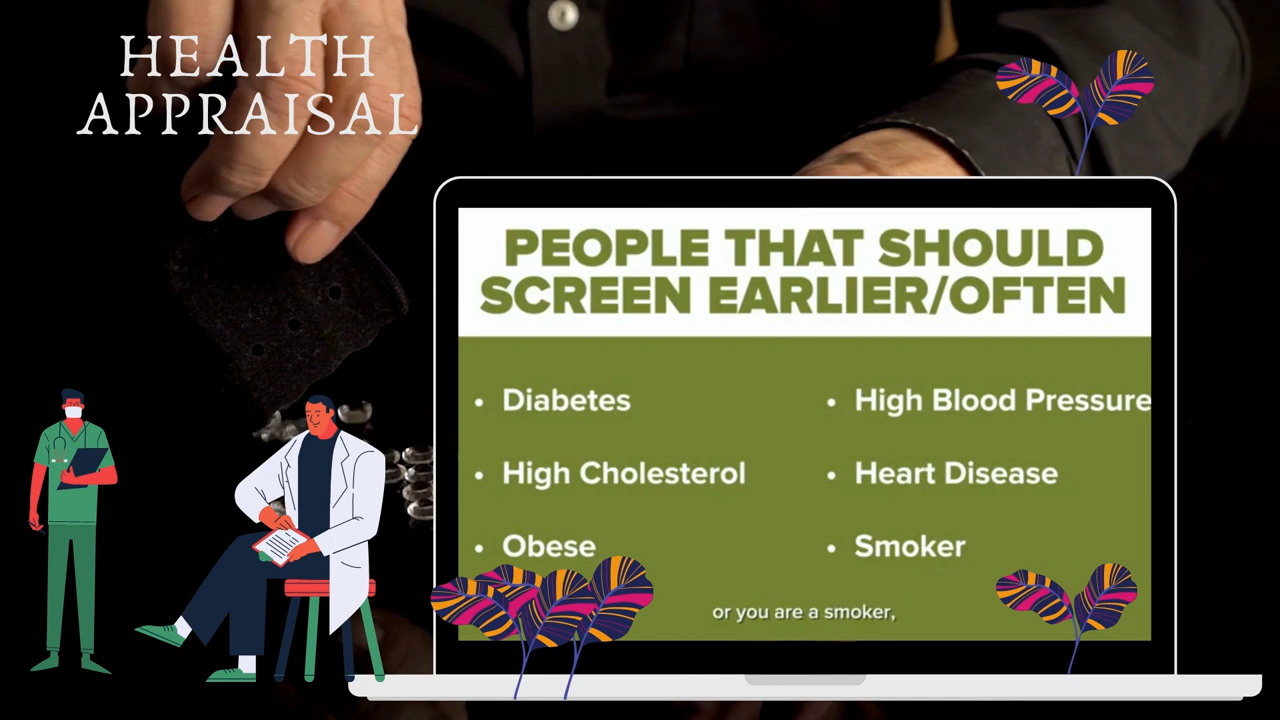 HEALTH
APPRAISAL
PEOPLE THAT SHOULD
SCREEN EARLIER/OFTEN
• Diabetes
• High Cholesterol
• Obese
• High Blood Pressure
• Heart Disease
• Smoker
or you are a smoker,